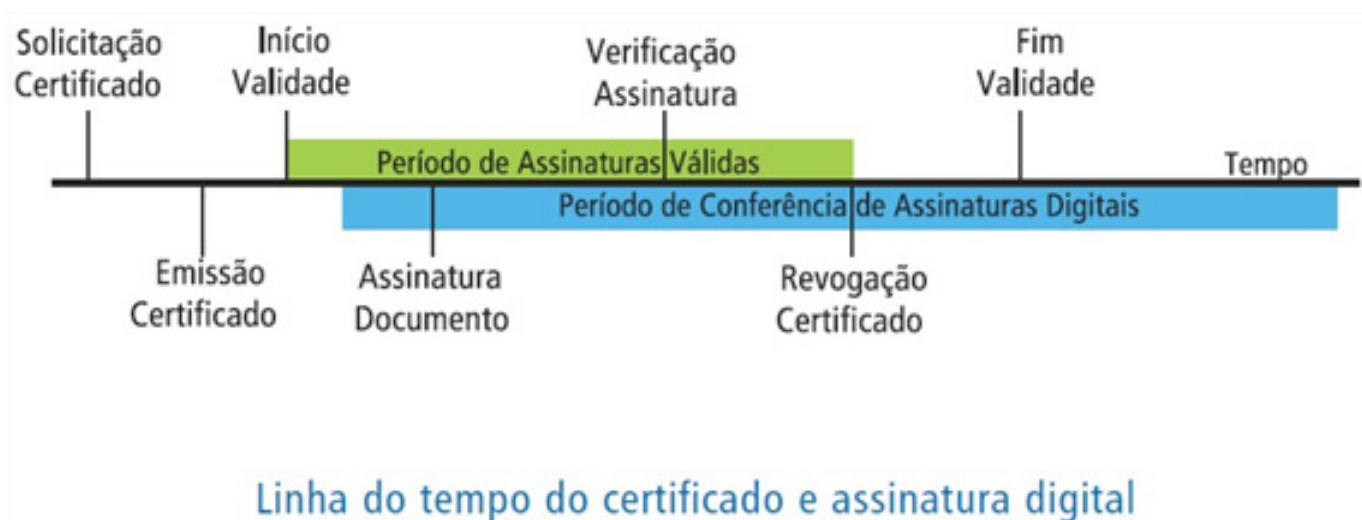 Solicitação
Certificado
Início
Validade
Verificação
Assinatura
Fim
Validade
Período de Assinaturas Válidas
Tempo
Período de Conferência de Assinaturas Digitais
Emissão
Certificado
Assinatura
Documento
Revogação
Certificado
Linha do tempo do certificado e assinatura digital